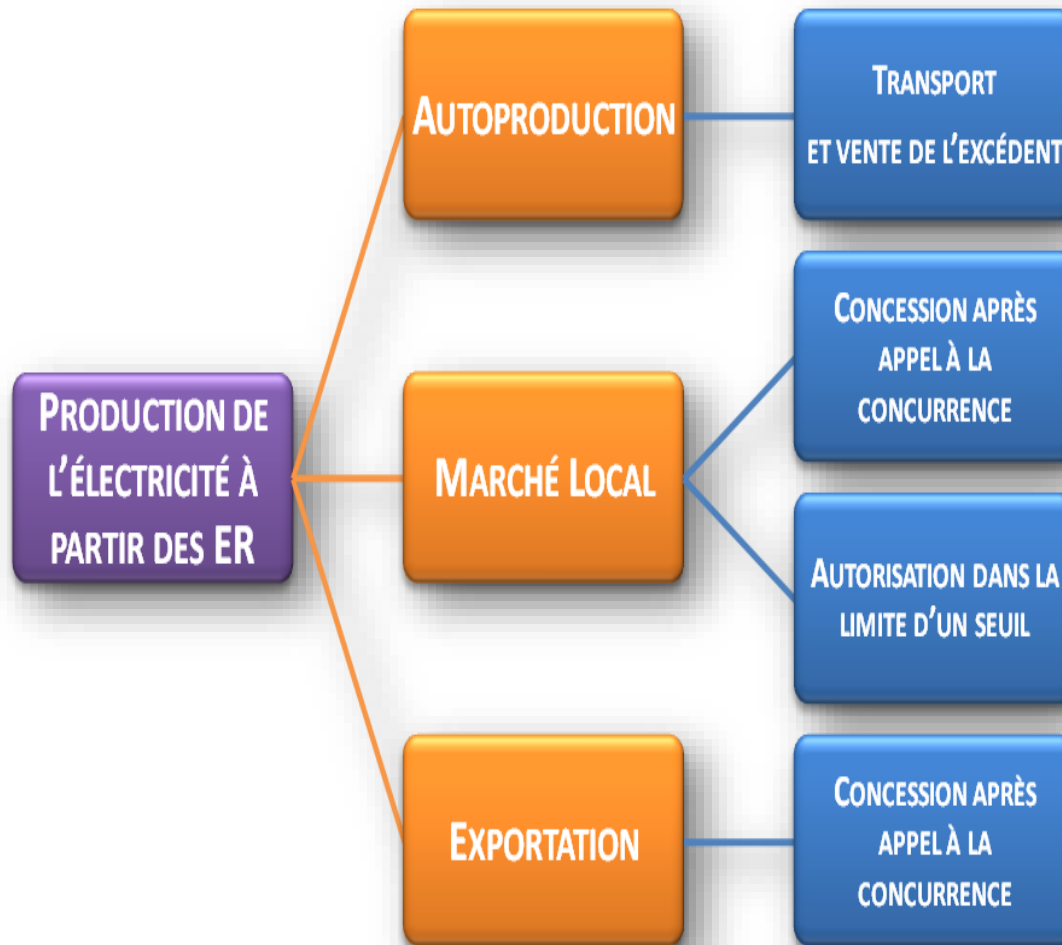 AUTOPRODUCTION
TRANSPORT
ET VENTE DE L'EXCÉDENT
CONCESSION APRÈS
APPEL À LA
CONCURRENCE
PRODUCTION DE
L'ÉLECTRICITÉ À
PARTIR DES ER
MARCHÉ LOCAL
AUTORISATION DANS LA
LIMITE D'UN SEUIL
EXPORTATION
CONCESSION APRÈS
APPEL À LA
CONCURRENCE